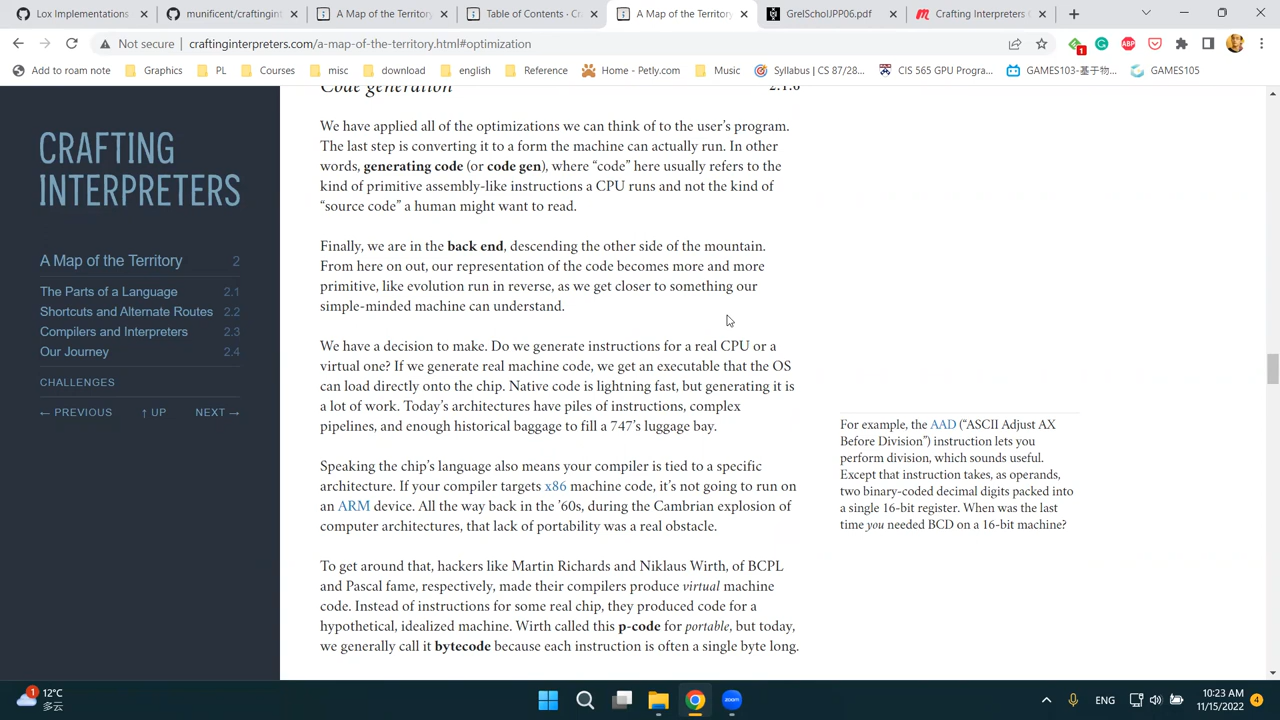 Lox Implementations
munificent/craftingint
A Map of the Territory
Table of Contents · Cr
A Map of the Territory
GrelScholJPP06.pdf
Crafting Interpreters
Not secure
craftinginterpreters.com/a-map-of-the-territory.html#optimization
1
ABP
Add to roam note
Graphics
PL
Courses
misc
download
english
Reference
Home - Petly.com
Music
Syllabus | CS 87/28...
CIS 565 GPU Progra...
GAMES103-基于物...
GAMES105
CRAFTING
INTERPRETERS
A Map of the Territory 2
The Parts of a Language 2.1
Shortcuts and Alternate Routes 2.2
Compilers and Interpreters 2.3
Our Journey 2.4
CHALLENGES
← PREVIOUS ↑ UP NEXT →
Code generation 2.1.6
We have applied all of the optimizations we can think of to the user’s program.
The last step is converting it to a form the machine can actually run. In other
words, generating code (or code gen), where “code” here usually refers to the
kind of primitive assembly-like instructions a CPU runs and not the kind of
“source code” a human might want to read.
Finally, we are in the back end, descending the other side of the mountain.
From here on out, our representation of the code becomes more and more
primitive, like evolution run in reverse, as we get closer to something our
simple-minded machine can understand.
We have a decision to make. Do we generate instructions for a real CPU or a
virtual one? If we generate real machine code, we get an executable that the OS
can load directly onto the chip. Native code is lightning fast, but generating it is
a lot of work. Today’s architectures have piles of instructions, complex
pipelines, and enough historical baggage to fill a 747’s luggage bay.
Speaking the chip’s language also means your compiler is tied to a specific
architecture. If your compiler targets x86 machine code, it’s not going to run on
an ARM device. All the way back in the ’60s, during the Cambrian explosion of
computer architectures, that lack of portability was a real obstacle.
To get around that, hackers like Martin Richards and Niklaus Wirth, of BCPL
and Pascal fame, respectively, made their compilers produce virtual machine
code. Instead of instructions for some real chip, they produced code for a
hypothetical, idealized machine. Wirth called this p-code for portable, but today,
we generally call it bytecode because each instruction is often a single byte long.
For example, the AAD (“ASCII Adjust AX
Before Division”) instruction lets you
perform division, which sounds useful.
Except that instruction takes, as operands,
two binary-coded decimal digits packed into
a single 16-bit register. When was the last
time you needed BCD on a 16-bit machine?
1
12°C
多云
zoom
ENG
10:23 AM
11/15/2022
4